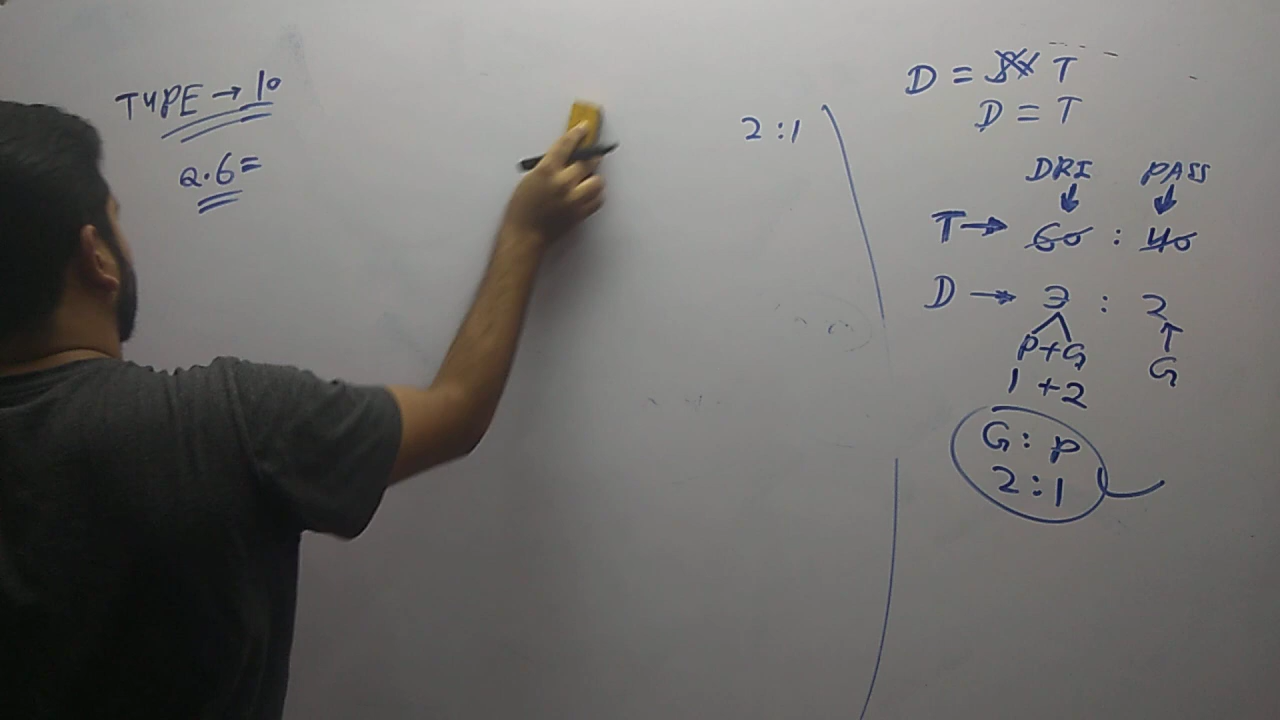 TYPE → 10
Q.6=
2:1
D = T
D = T
DRI PASS
↓ ↓
T → 60 : 40
D → 3 : 2
P+G G
1 + 2
G : P
2 : 1